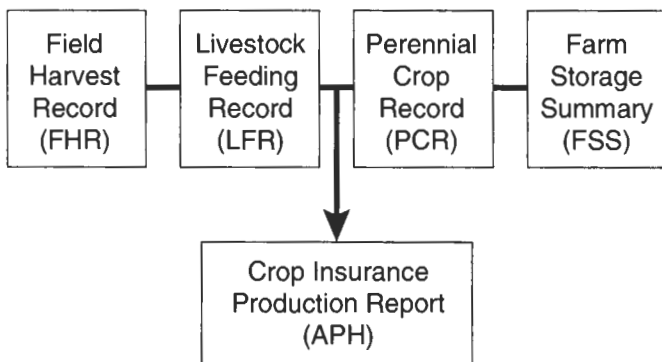 Field
Harvest
Record
(FHR)
Livestock
Feeding
Record
(LFR)
Perennial
Crop
Record
(PCR)
Farm
Storage
Summary
(FSS)
Crop Insurance
Production Report
(APH)